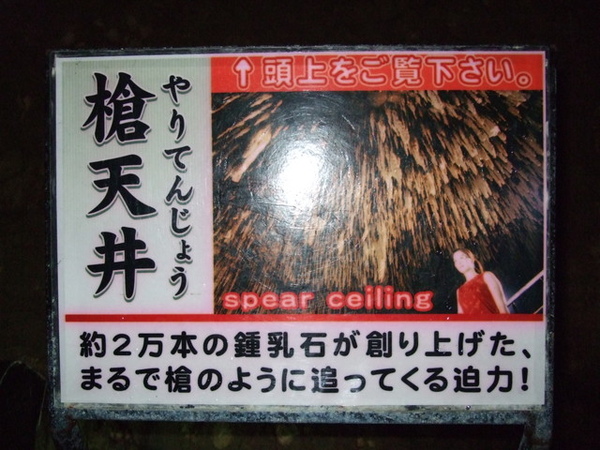 ↑頭上をご覧下さい。
槍天井
やりてんじょう
spear ceiling
約2万本の鍾乳石が創り上げた、
まるで槍のように追ってくる迫力!